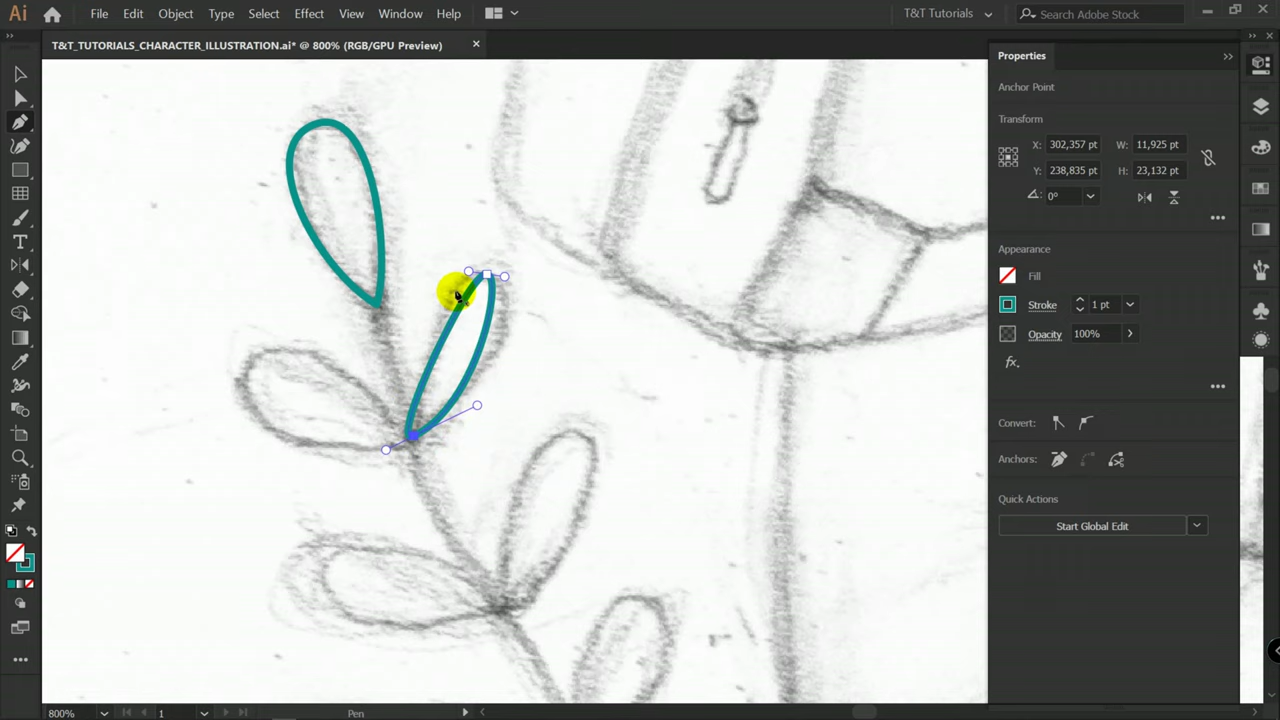 Ai File Edit Object Type Select Effect View Window Help T&T Tutorials Search Adobe Stock
T&T_TUTORIALS_CHARACTER_ILLUSTRATION.ai* @ 800% (RGB/GPU Preview)
Properties
Anchor Point
Transform
X: 302,357 pt W: 11,925 pt
Y: 238,835 pt H: 23,132 pt
0°
Appearance
Fill
Stroke 1 pt
Opacity 100%
fx.
Convert:
Anchors:
Quick Actions
Start Global Edit
800% 1 Pen